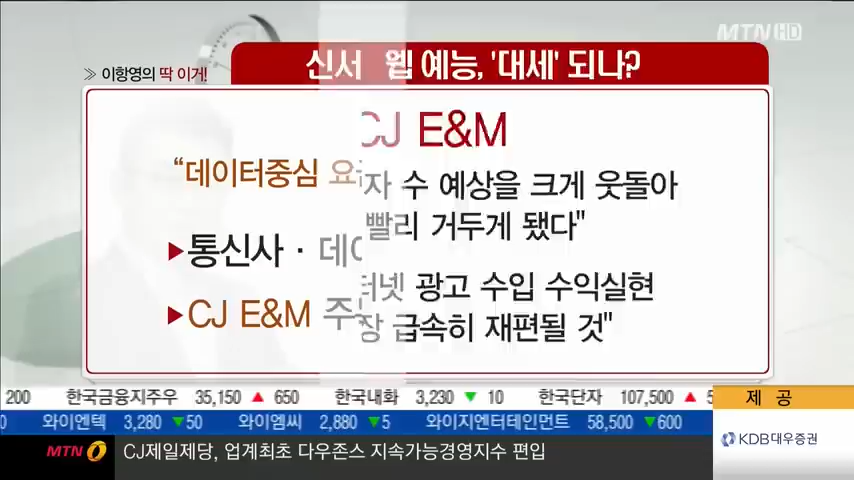 MTN HD
» 이항영의 딱 이거!
신서 웹 예능, '대세' 되나?
CJ E&M
“데이터중심
자 수 예상을 크게 웃돌아
빨리 거두게 됐다"
▶통신사 · 데이
터넷 광고 수입 수익실현
▶CJ E&M 주
장 급속히 재편될 것"
200 한국금융지주우 35,150 ▲ 650 한국내화 3,230 ▼ 10 한국단자 107,500 ▲ 5
0 와이엔텍 3,280 ▼50 와이엠씨 2,880 ▼5 와이지엔터테인먼트 58,500 ▼600
제 공
KDB대우증권
MTN CJ제일제당, 업계최초 다우존스 지속가능경영지수 편입